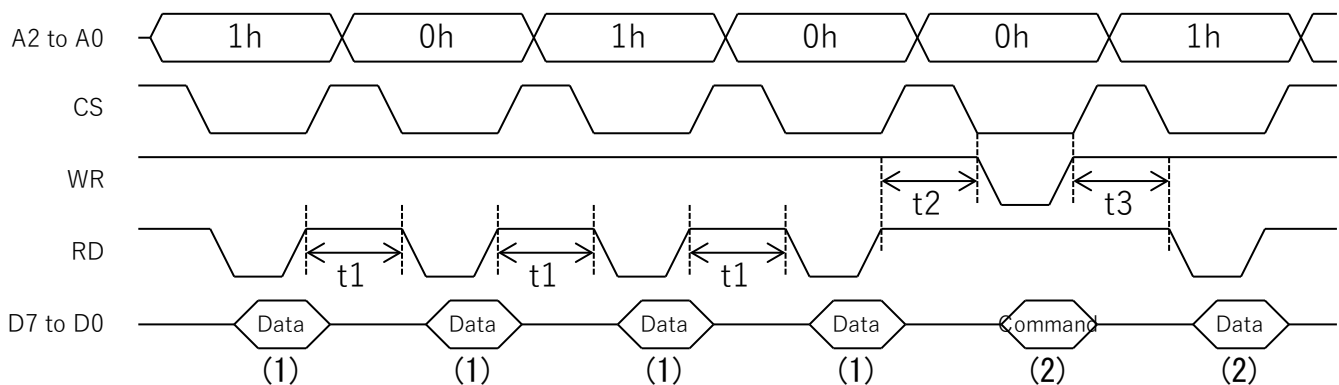 A2 to A0 1h 0h 1h 0h 0h 1h
CS
WR
t2 t3
RD
t1 t1 t1
D7 to D0 Data Data Data Data Command Data
(1) (1) (1) (1) (2) (2)